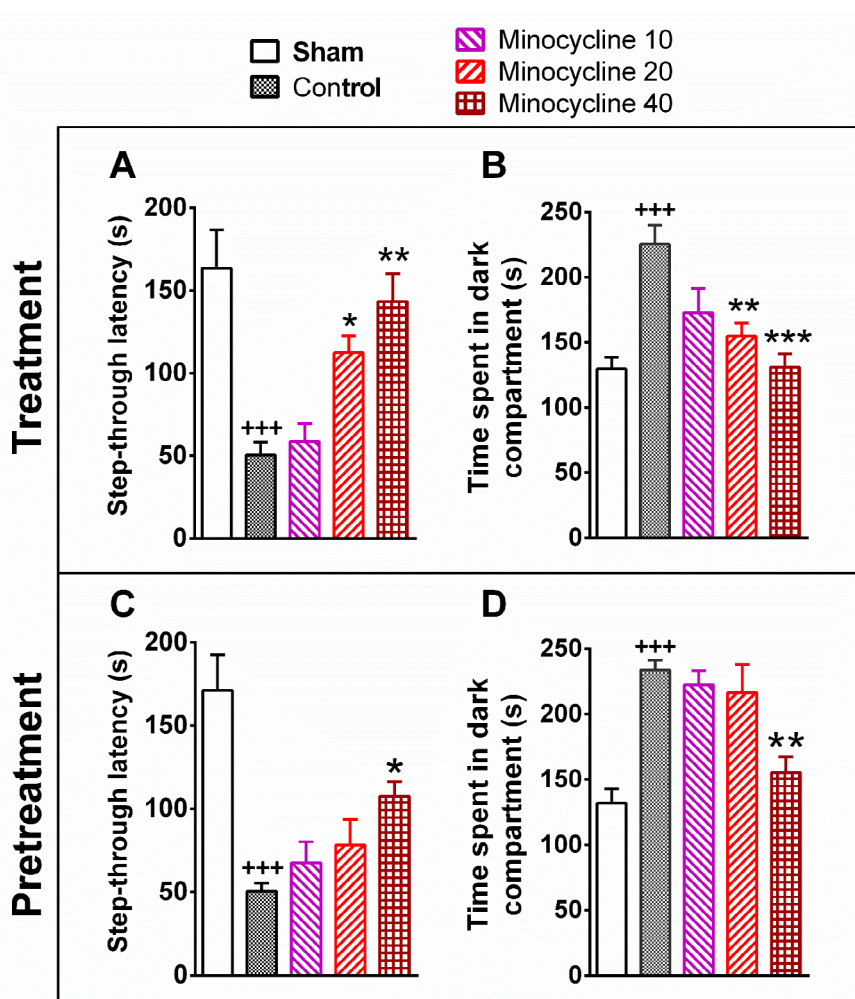 Sham
Control
Minocycline 10
Minocycline 20
Minocycline 40
Treatment
A
Step-through latency (s)
200
150
100
50
0
+++
*
**
B
Time spent in dark
compartment (s)
250
200
150
100
50
0
+++
**
***
Pretreatment
C
Step-through latency (s)
200
150
100
50
0
+++
*
D
Time spent in dark
compartment (s)
250
200
150
100
50
0
+++
**